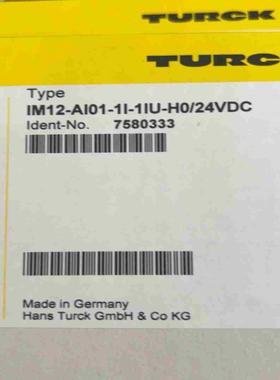 TURCK
TURC
Type
IM12-AI01-1I-1IU-H0/24VDC
Ident-No. 7580333
Made in Germany
Hans Turck GmbH & Co KG